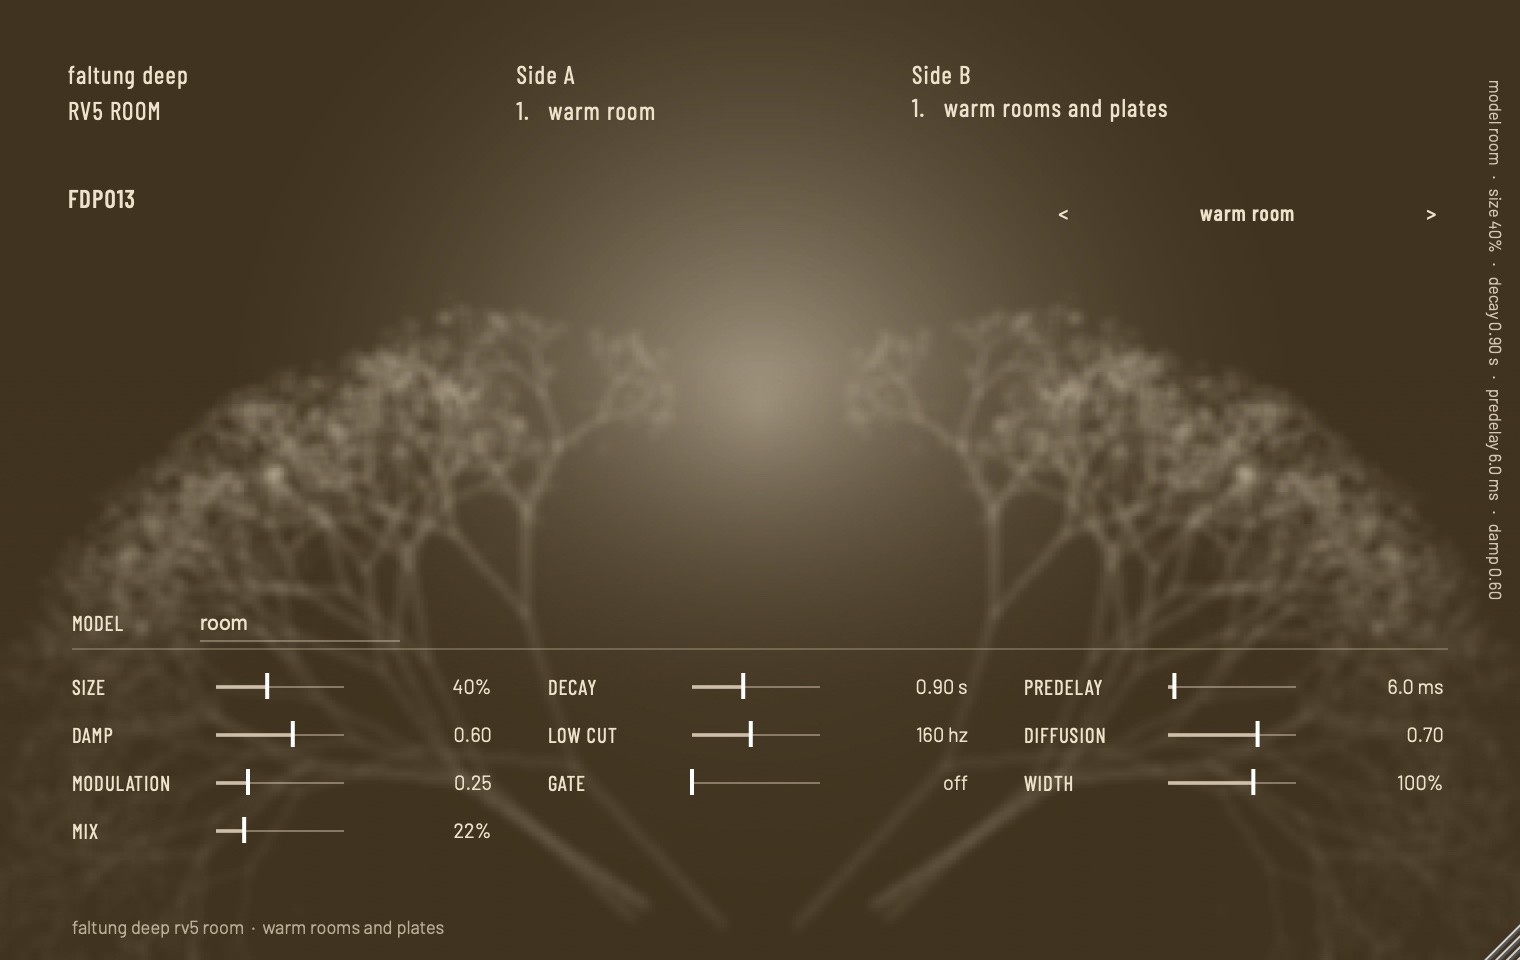 faltung deep
RV5 ROOM
FDP013
Side A
1. warm room
Side B
1. warm rooms and plates
< warm room >
model room · size 40% · decay 0.90 s · predelay 6.0 ms · damp 0.60
MODEL room
SIZE 40% DECAY 0.90 s PREDELAY 6.0 ms
DAMP 0.60 LOW CUT 160 hz DIFFUSION 0.70
MODULATION 0.25 GATE off WIDTH 100%
MIX 22%
faltung deep rv5 room · warm rooms and plates